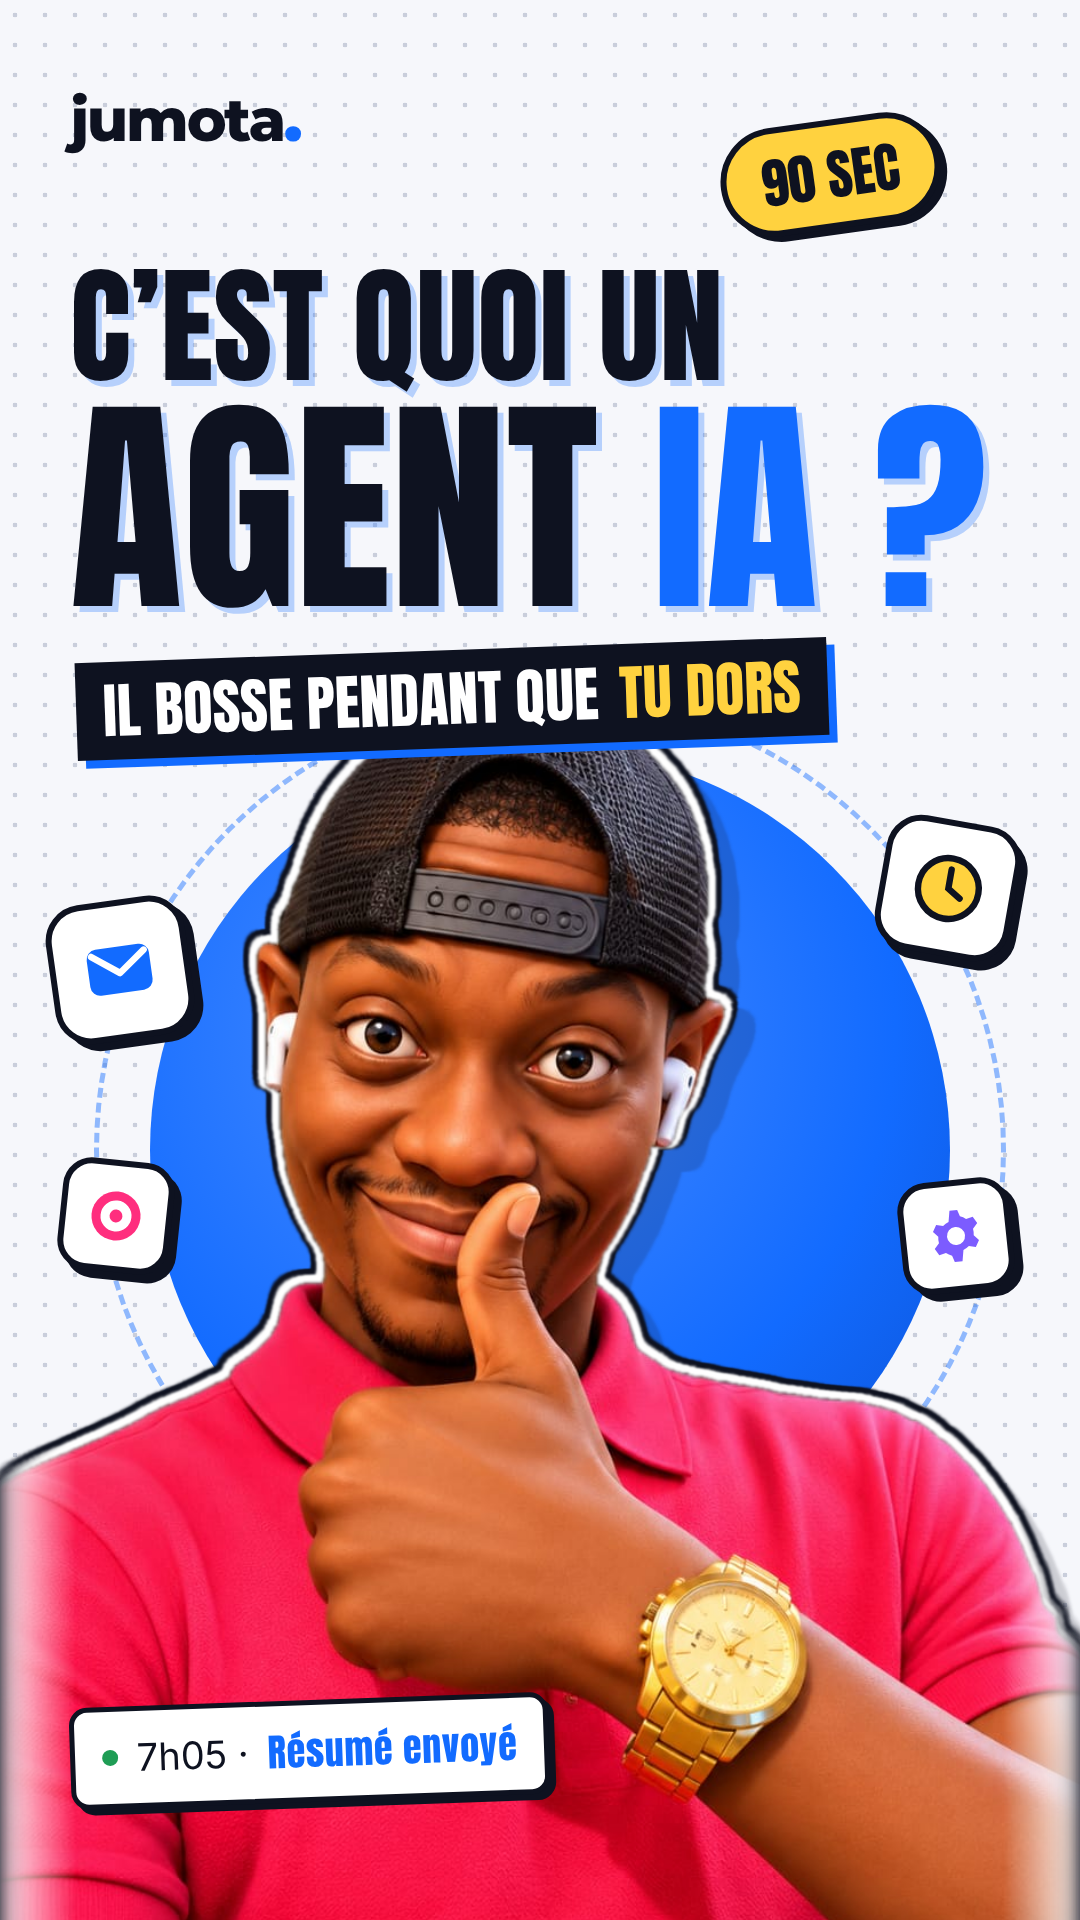 jumota.
90 SEC
C’EST QUOI UN
AGENT IA ?
IL BOSSE PENDANT QUE TU DORS
7h05 · Résumé envoyé